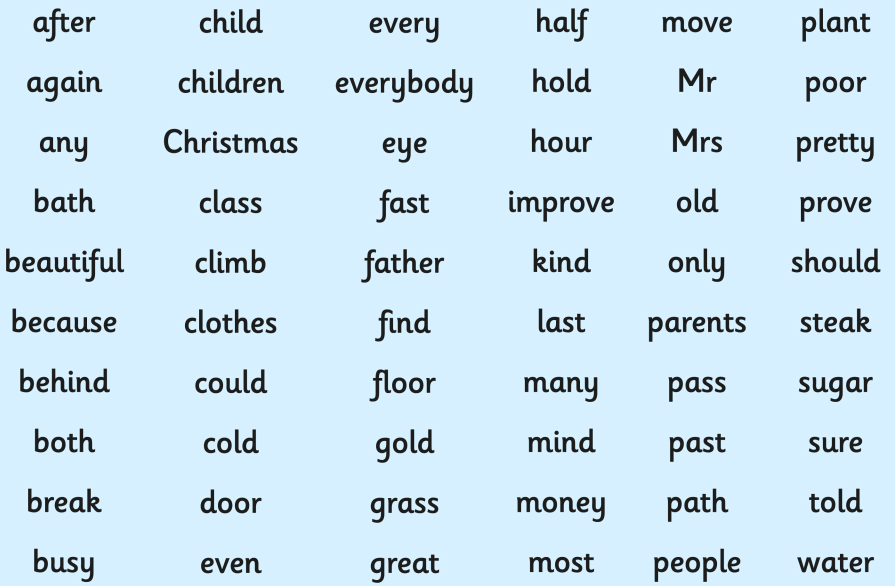 after child every half move plant
again children everybody hold Mr poor
any Christmas eye hour Mrs pretty
bath class fast improve old prove
beautiful climb father kind only should
because clothes find last parents steak
behind could floor many pass sugar
both cold gold mind past sure
break door grass money path told
busy even great most people water